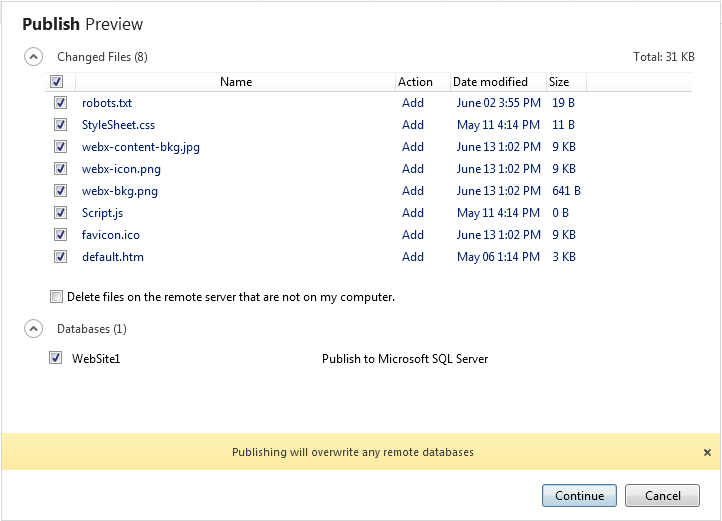 Publish Preview
Changed Files (8) Total: 31 KB
Name Action Date modified Size
robots.txt Add June 02 3:55 PM 19 B
StyleSheet.css Add May 11 4:14 PM 11 B
webx-content-bkg.jpg Add June 13 1:02 PM 9 KB
webx-icon.png Add June 13 1:02 PM 9 KB
webx-bkg.png Add June 13 1:02 PM 641 B
Script.js Add May 11 4:14 PM 0 B
favicon.ico Add June 13 1:02 PM 9 KB
default.htm Add May 06 1:14 PM 3 KB
Delete files on the remote server that are not on my computer.
Databases (1)
WebSite1 Publish to Microsoft SQL Server
Publishing will overwrite any remote databases
Continue Cancel